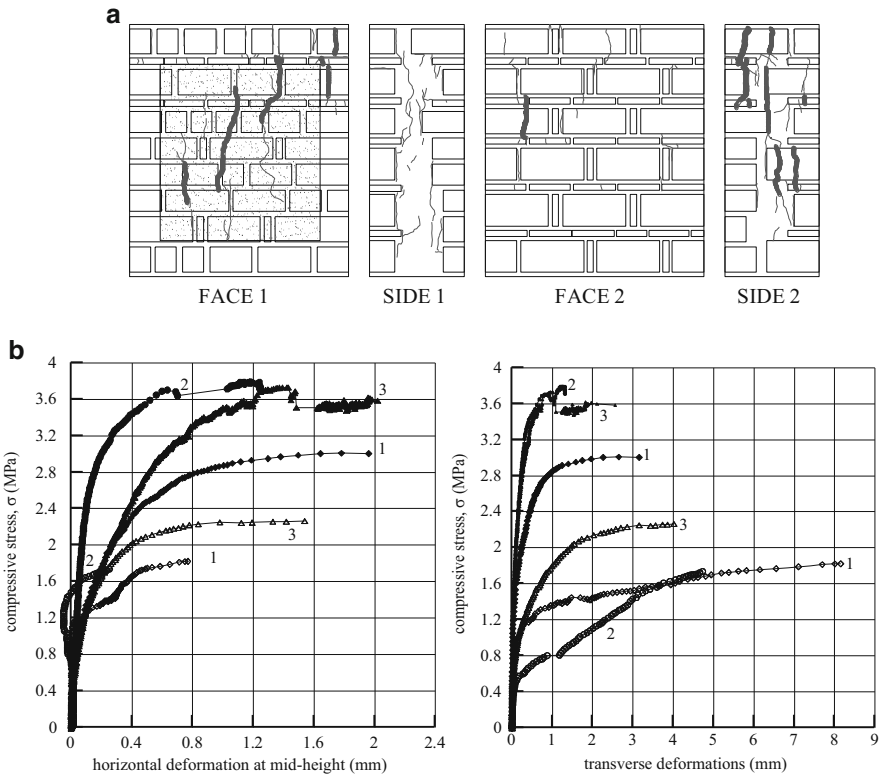 a
FACE 1
SIDE 1
FACE 2
SIDE 2
b
4
3.6
3.2
2.8
2.4
2
1.6
1.2
0.8
0.4
0
compressive stress, σ (MPa)
2
3
1
2
3
1
0 0.4 0.8 1.2 1.6 2 2.4
horizontal deformation at mid-height (mm)
4
3.6
3.2
2.8
2.4
2
1.6
1.2
0.8
0.4
0
compressive stress, σ (MPa)
2
3
1
3
1
2
0 1 2 3 4 5 6 7 8 9
transverse deformations (mm)